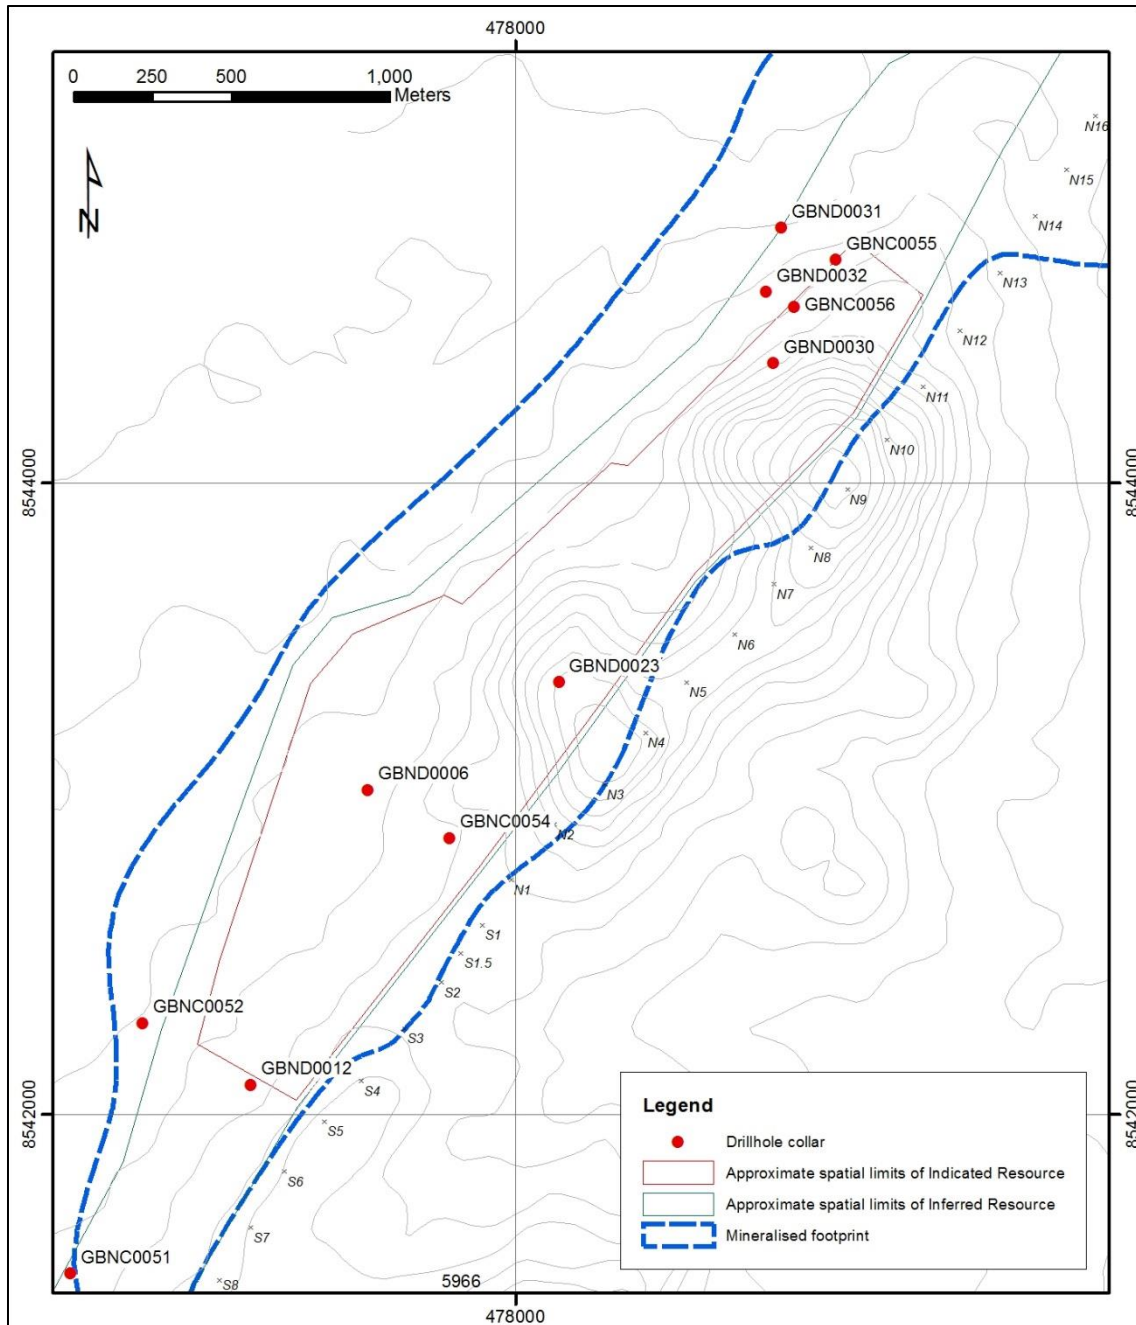 478000
0 250 500 1,000
Meters
N
N16
N15
N14
GBND0031
GBNC0055
N13
GBND0032
GBNC0056
N12
GBND0030
N11
N10
8544000
8544000
N9
N8
N7
N6
GBND0023
N5
N4
GBND0006
N3
GBNC0054
N2
N1
S1
S1.5
S2
GBNC0052
S3
GBND0012
S4
8542000
8542000
S5
S6
S7
GBNC0051
S8
5966
478000
Legend
Drillhole collar
Approximate spatial limits of Indicated Resource
Approximate spatial limits of Inferred Resource
Mineralised footprint